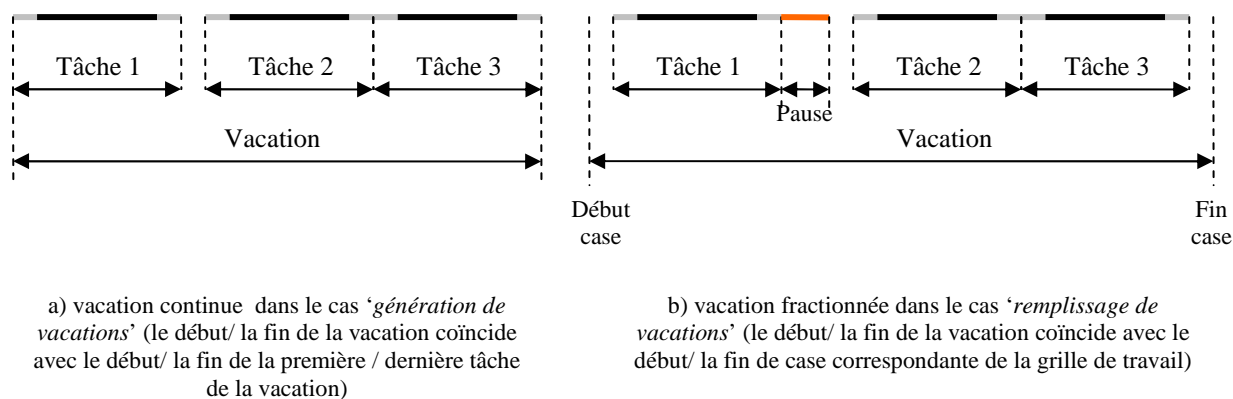 Tâche 1
Tâche 2
Tâche 3
Vacation
a) vacation continue dans le cas ‘génération de
vacations’ (le début/ la fin de la vacation coïncide
avec le début/ la fin de la première / dernière tâche
de la vacation)
Tâche 1
Pause
Tâche 2
Tâche 3
Vacation
Début
case
Fin
case
b) vacation fractionnée dans le cas ‘remplissage de
vacations’ (le début/ la fin de la vacation coïncide avec le
début/ la fin de case correspondante de la grille de travail)